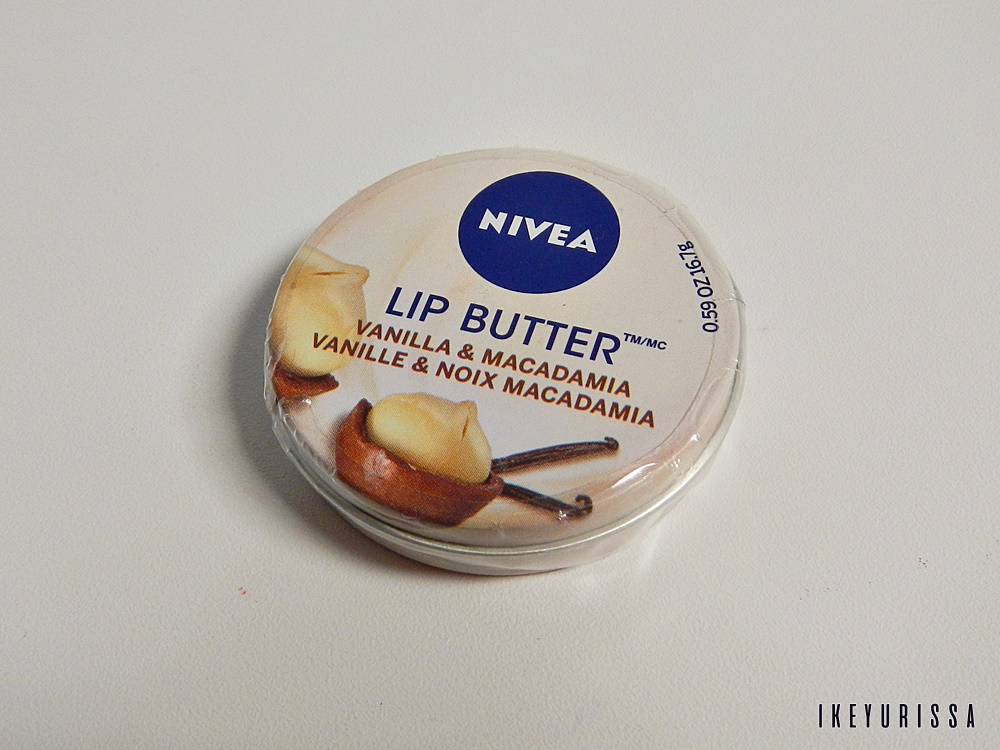 NIVEA
LIP BUTTER™/MC
VANILLA & MACADAMIA
VANILLE & NOIX MACADAMIA
0.59 OZ 16.7g
IKEYURISSA